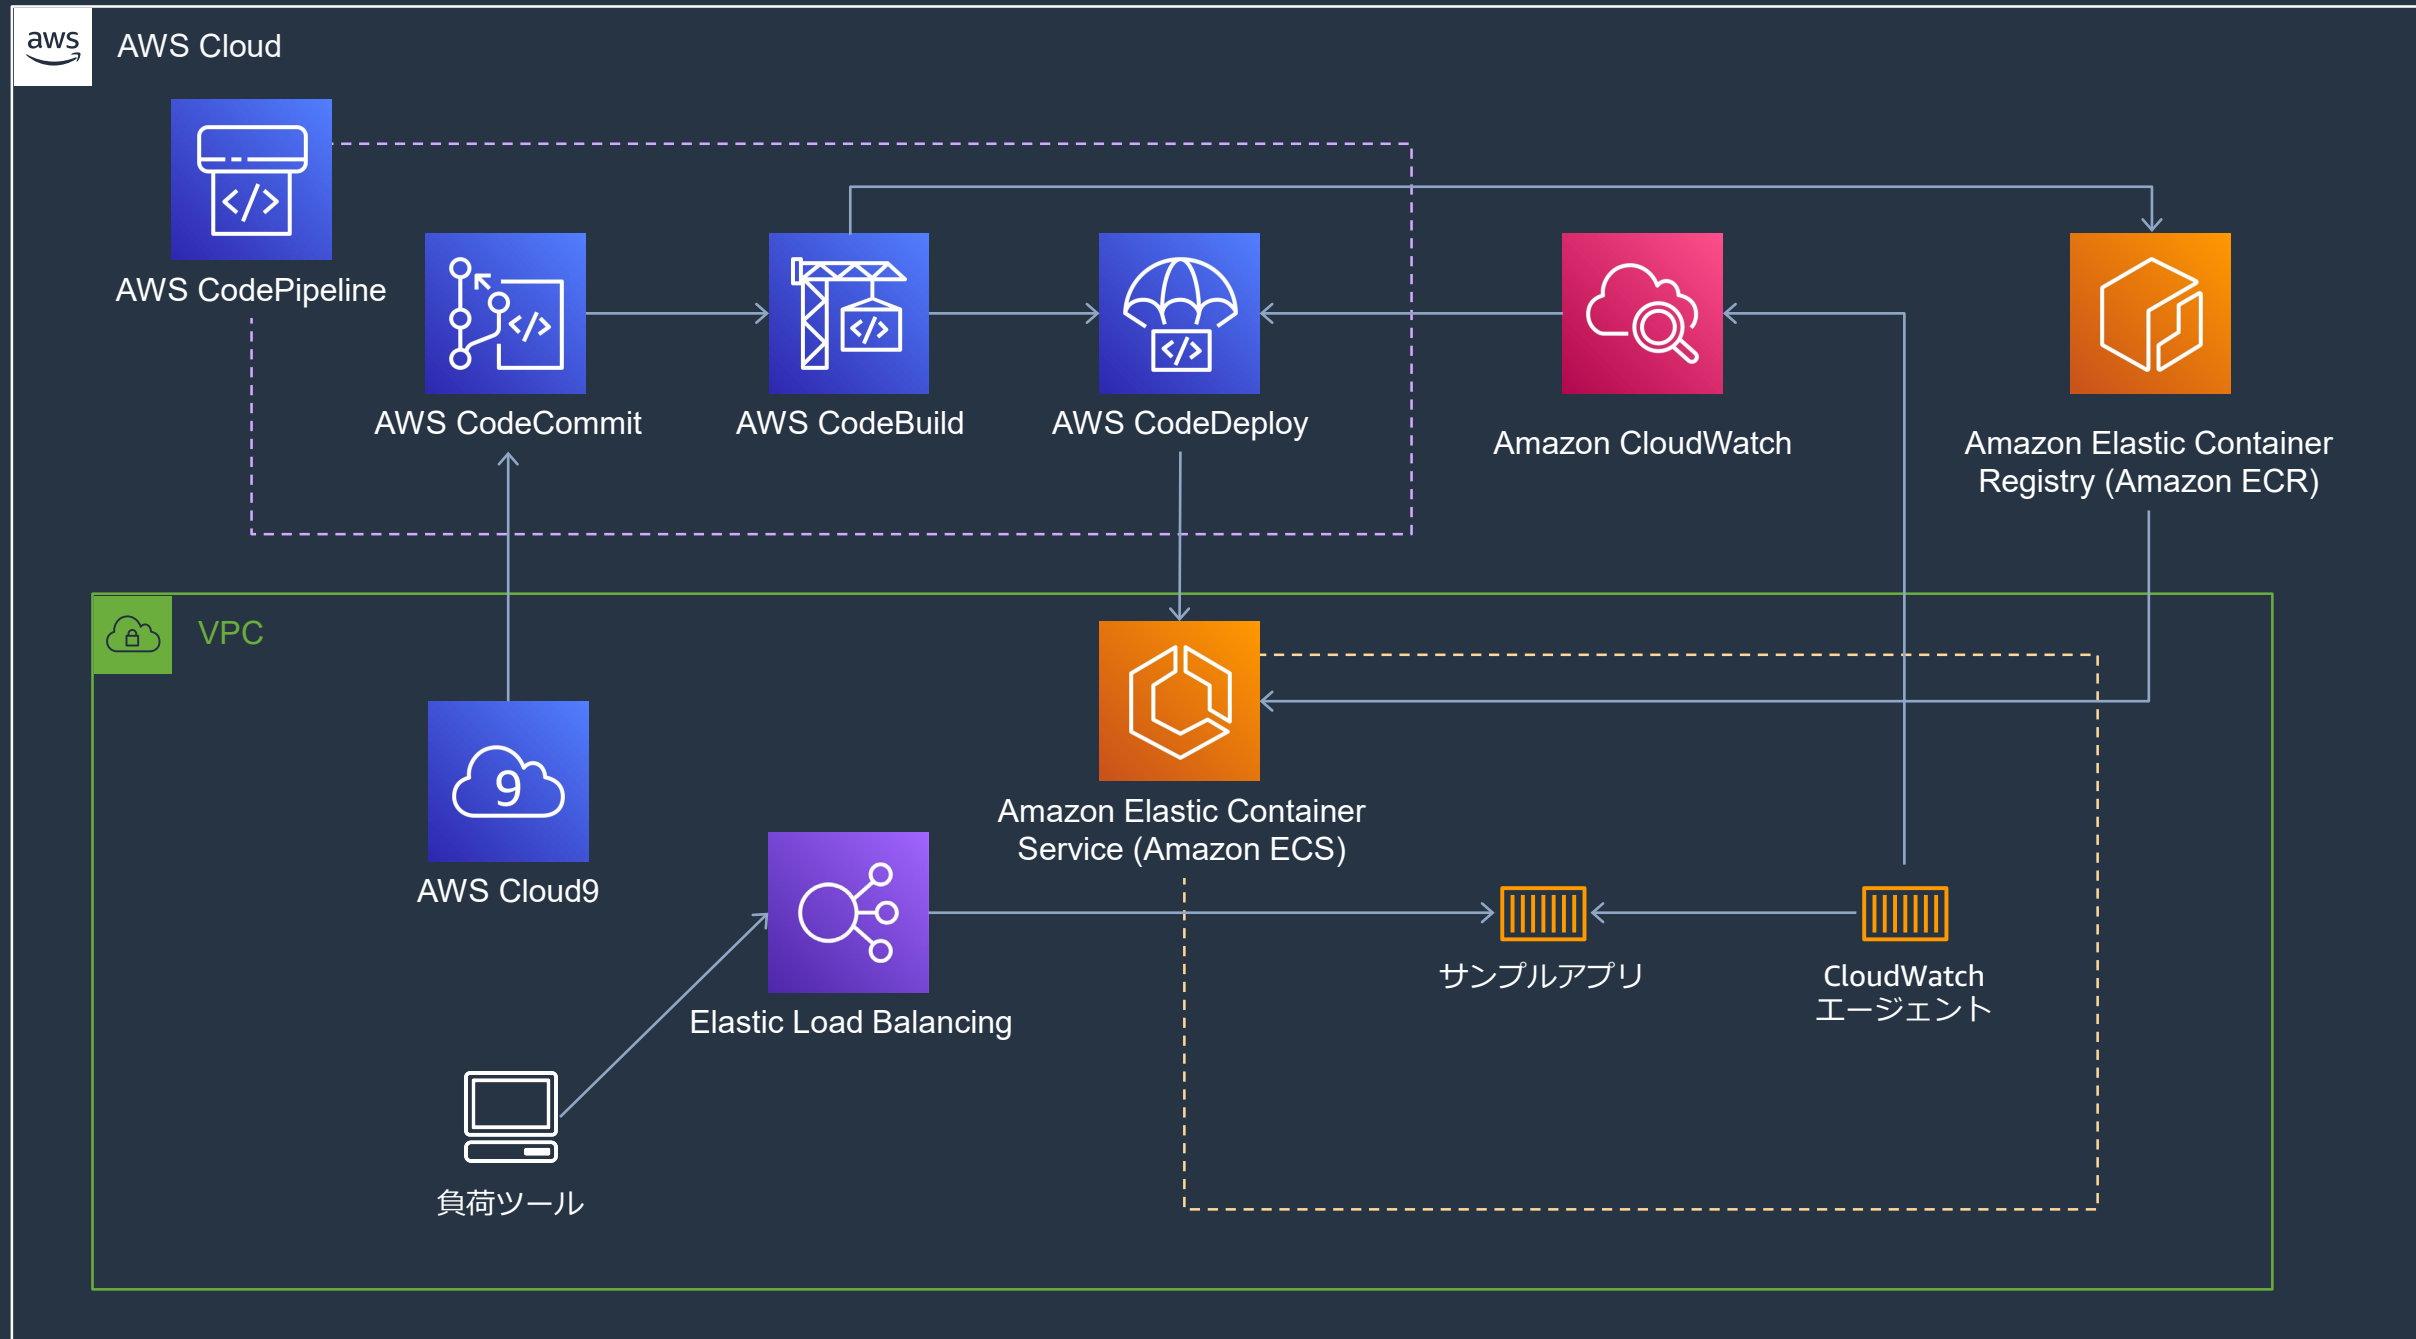 aws
AWS Cloud
AWS CodePipeline
</>
</>
</>
</>
AWS CodeCommit
AWS CodeBuild
AWS CodeDeploy
Amazon CloudWatch
Amazon Elastic Container
Registry (Amazon ECR)
VPC
9
AWS Cloud9
Amazon Elastic Container
Service (Amazon ECS)
Elastic Load Balancing
サンプルアプリ
CloudWatch
エージェント
負荷ツール